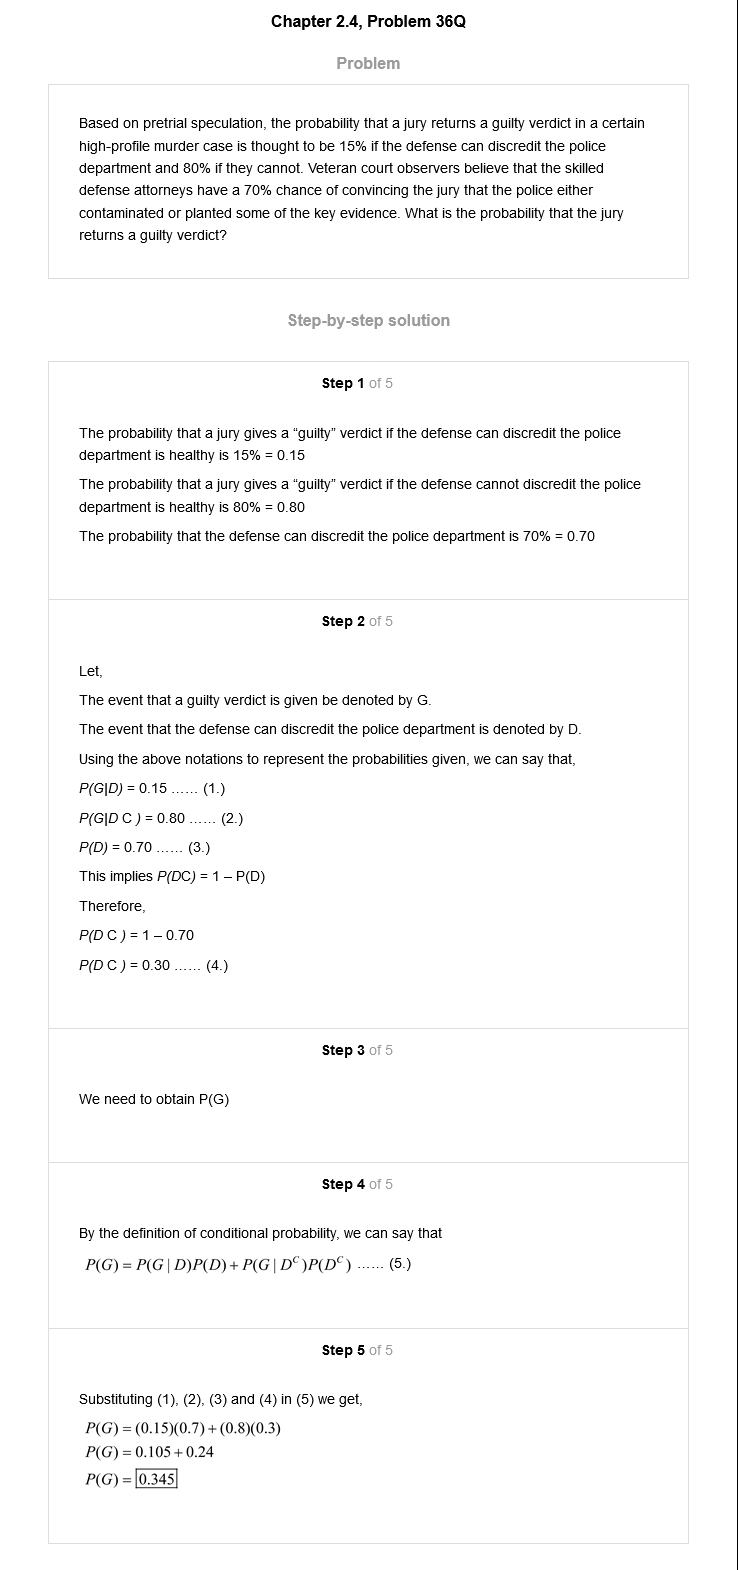 Chapter 2.4, Problem 36Q
Problem
Based on pretrial speculation, the probability that a jury returns a guilty verdict in a certain
high-profile murder case is thought to be 15% if the defense can discredit the police
department and 80% if they cannot. Veteran court observers believe that the skilled
defense attorneys have a 70% chance of convincing the jury that the police either
contaminated or planted some of the key evidence. What is the probability that the jury
returns a guilty verdict?
Step-by-step solution
Step 1 of 5
The probability that a jury gives a “guilty” verdict if the defense can discredit the police
department is healthy is 15% = 0.15
The probability that a jury gives a “guilty” verdict if the defense cannot discredit the police
department is healthy is 80% = 0.80
The probability that the defense can discredit the police department is 70% = 0.70
Step 2 of 5
Let,
The event that a guilty verdict is given be denoted by G.
The event that the defense can discredit the police department is denoted by D.
Using the above notations to represent the probabilities given, we can say that,
P(G|D) = 0.15 …… (1.)
P(G|D C ) = 0.80 …… (2.)
P(D) = 0.70 …… (3.)
This implies P(DC) = 1 – P(D)
Therefore,
P(D C ) = 1 – 0.70
P(D C ) = 0.30 …… (4.)
Step 3 of 5
We need to obtain P(G)
Step 4 of 5
By the definition of conditional probability, we can say that
P(G) = P(G | D)P(D) + P(G | D^C)P(D^C) …… (5.)
Step 5 of 5
Substituting (1), (2), (3) and (4) in (5) we get,
P(G) = (0.15)(0.7) + (0.8)(0.3)
P(G) = 0.105 + 0.24
P(G) = 0.345